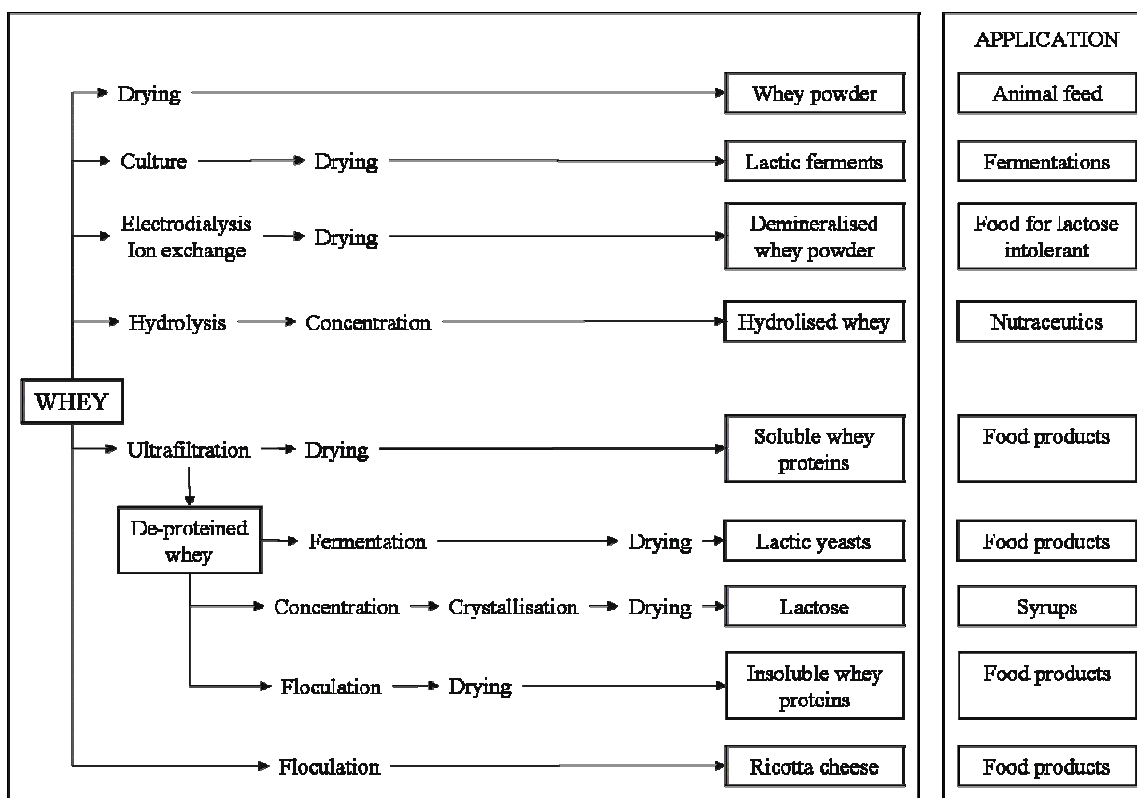 APPLICATION
Drying
Whey powder
Animal feed
Culture
Drying
Lactic ferments
Fermentations
Electrodialysis
Ion exchange
Drying
Demineralised
whey powder
Food for lactose
intolerant
Hydrolysis
Concentration
Hydrolised whey
Nutraceutics
WHEY
Ultrafiltration
Drying
Soluble whey
proteins
Food products
De-proteined
whey
Fermentation
Drying
Lactic yeasts
Food products
Concentration
Crystallisation
Drying
Lactose
Syrups
Floculation
Drying
Insoluble whey
proteins
Food products
Floculation
Ricotta cheese
Food products